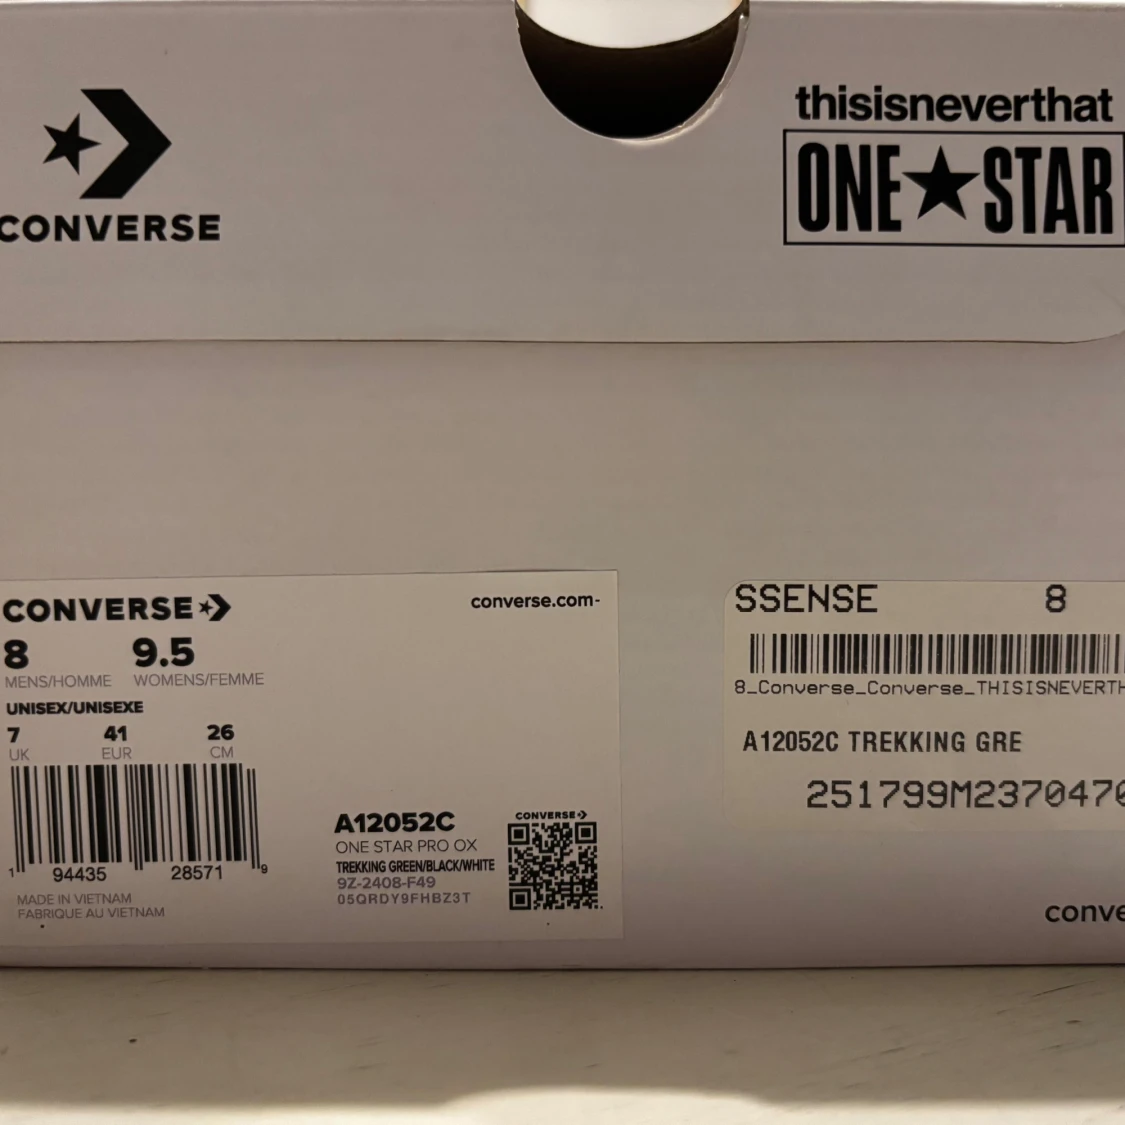 CONVERSE
thisisneverthat
ONE★STAR
CONVERSE
converse.com
8 9.5
MENS/HOMME WOMENS/FEMME
UNISEX/UNISEXE
7 41 26
UK EUR CM
1 94435 28571 9
MADE IN VIETNAM
FABRIQUE AU VIETNAM
A12052C
ONE STAR PRO OX
TREKKING GREEN/BLACK/WHITE
9Z-2408-F49
05QRDY9FHBZ3T
CONVERSE
SSENSE 8
8_Converse_Converse_THISISNEVERTH
A12052C TREKKING GRE
251799M2370470
conve